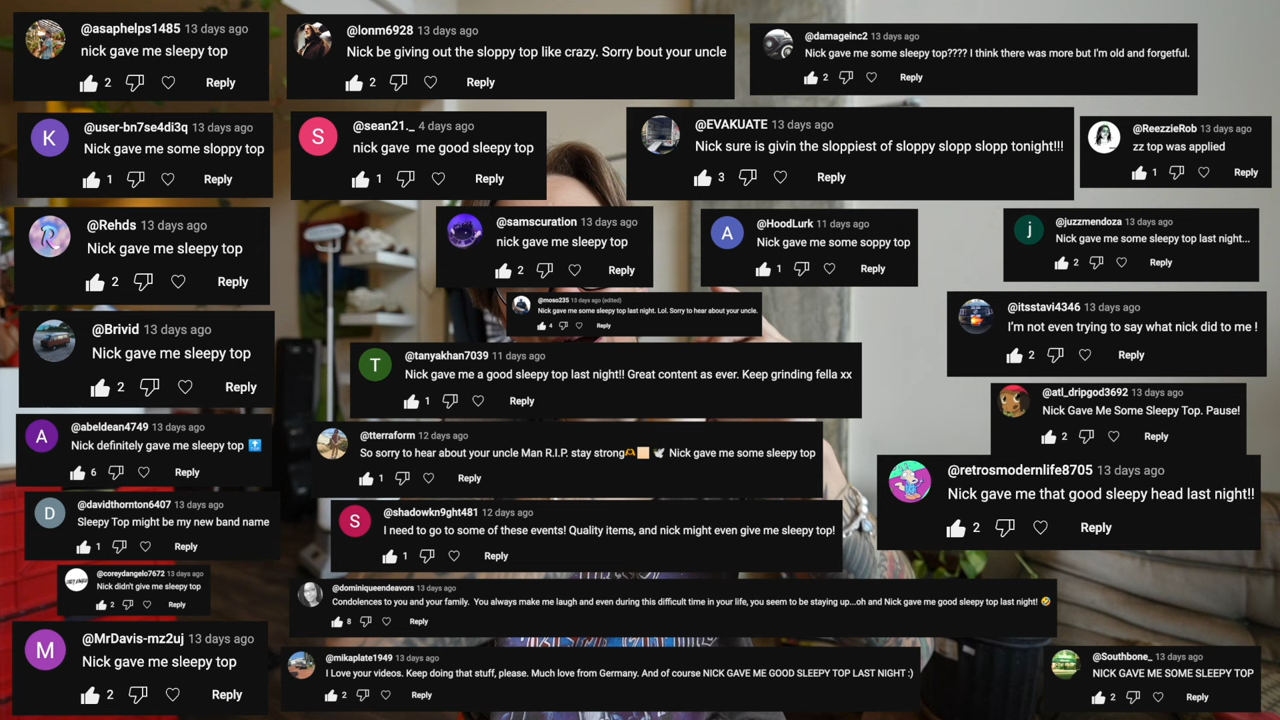 @asaphelps1485 13 days ago
nick gave me sleepy top
2 Reply
@lonm6928 13 days ago
Nick be giving out the sloppy top like crazy. Sorry bout your uncle
2 Reply
@damageinc2 13 days ago
Nick gave me some sleepy top???? I think there was more but I'm old and forgetful.
2 Reply
K
@user-bn7se4di3q 13 days ago
Nick gave me some sloppy top
1 Reply
S
@sean21._ 4 days ago
nick gave me good sleepy top
1 Reply
@EVAKUATE 13 days ago
Nick sure is givin the sloppiest of sloppy slopp slopp tonight!!!
3 Reply
@ReezzieRob 13 days ago
zz top was applied
1 Reply
R
@Rehds 13 days ago
Nick gave me sleepy top
2 Reply
@samscuration 13 days ago
nick gave me sleepy top
2 Reply
A
@HoodLurk 11 days ago
Nick gave me some soppy top
1 Reply
j
@juzzmendoza 13 days ago
Nick gave me some sleepy top last night...
2 Reply
@moso235 13 days ago (edited)
Nick gave me some sleepy top last night. Lol. Sorry to hear about your uncle.
4 Reply
@itsstavi4346 13 days ago
I'm not even trying to say what nick did to me !
2 Reply
@Brivid 13 days ago
Nick gave me sleepy top
2 Reply
T
@tanyakhan7039 11 days ago
Nick gave me a good sleepy top last night!! Great content as ever. Keep grinding fella xx
1 Reply
@atl_dripgod3692 13 days ago
Nick Gave Me Some Sleepy Top. Pause!
2 Reply
A
@abeldean4749 13 days ago
Nick definitely gave me sleepy top 🔝
6 Reply
@tterraform 12 days ago
So sorry to hear about your uncle Man R.I.P. stay strong🫶🏼 🕊 Nick gave me some sleepy top
1 Reply
@retrosmodernlife8705 13 days ago
Nick gave me that good sleepy head last night!!
2 Reply
D
@davidthornton6407 13 days ago
Sleepy Top might be my new band name
1 Reply
S
@shadowkn9ght481 12 days ago
I need to go to some of these events! Quality items, and nick might even give me sleepy top!
1 Reply
@coreydangelo7672 13 days ago
Nick didn't give me sleepy top
2 Reply
@dominiqueendeavors 13 days ago
Condolences to you and your family. You always make me laugh and even during this difficult time in your life, you seem to be staying up...oh and Nick gave me good sleepy top last night! 🤣
8 Reply
M
@MrDavis-mz2uj 13 days ago
Nick gave me sleepy top
2 Reply
@mikaplate1949 13 days ago
I Love your videos. Keep doing that stuff, please. Much love from Germany. And of course NICK GAVE ME GOOD SLEEPY TOP LAST NIGHT :)
2 Reply
@Southbone_ 13 days ago
NICK GAVE ME SOME SLEEPY TOP
2 Reply